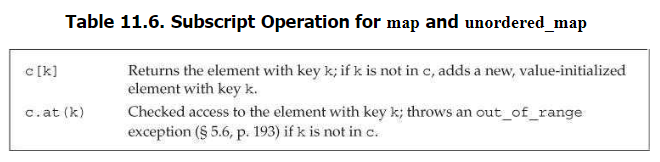 Table 11.6. Subscript Operation for map and unordered_map
c[k] Returns the element with key k; if k is not in c, adds a new, value-initialized
element with key k.
c.at(k) Checked access to the element with key k; throws an out_of_range
exception (§ 5.6, p. 193) if k is not in c.